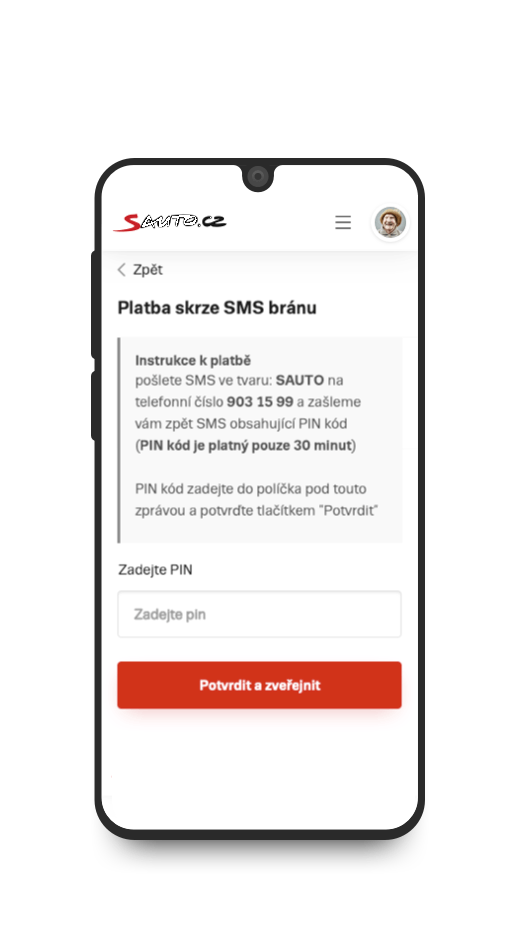 SAUTO.CZ
Zpět
Platba skrze SMS bránu
Instrukce k platbě
pošlete SMS ve tvaru: SAUTO na
telefonní číslo 903 15 99 a zašleme
vám zpět SMS obsahující PIN kód
(PIN kód je platný pouze 30 minut)
PIN kód zadejte do políčka pod touto
zprávou a potvrďte tlačítkem "Potvrdit"
Zadejte PIN
Zadejte pin
Potvrdit a zveřejnit